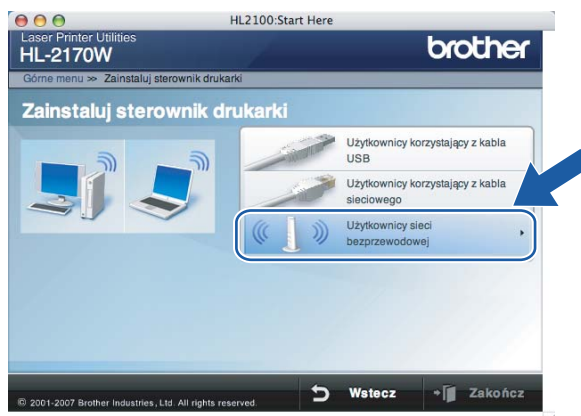 HL2100:Start Here
Laser Printer Utilities
HL-2170W
brother
Górne menu >> Zainstaluj sterownik drukarki
Zainstaluj sterownik drukarki
Użytkownicy korzystający z kabla
USB
Użytkownicy korzystający z kabla
sieciowego
Użytkownicy sieci
bezprzewodowej
© 2001-2007 Brother Industries, Ltd. All rights reserved.
Wstecz
Zakończ